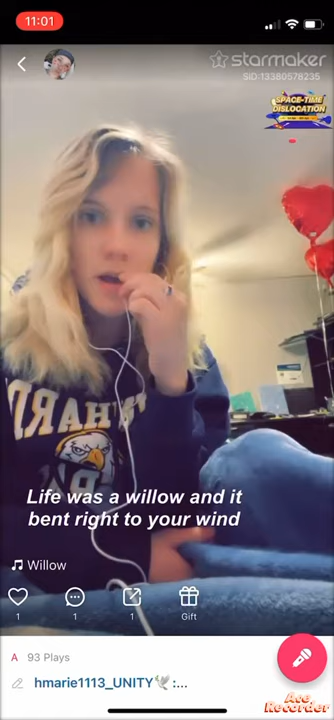 11:01
starmaker
SID:13380578235
SPACE-TIME
DISLOCATION
Life was a willow and it
bent right to your wind
Willow
1
1
1
Gift
A 93 Plays
hmarie1113_UNITY🕊️:...
Ace
Recorder